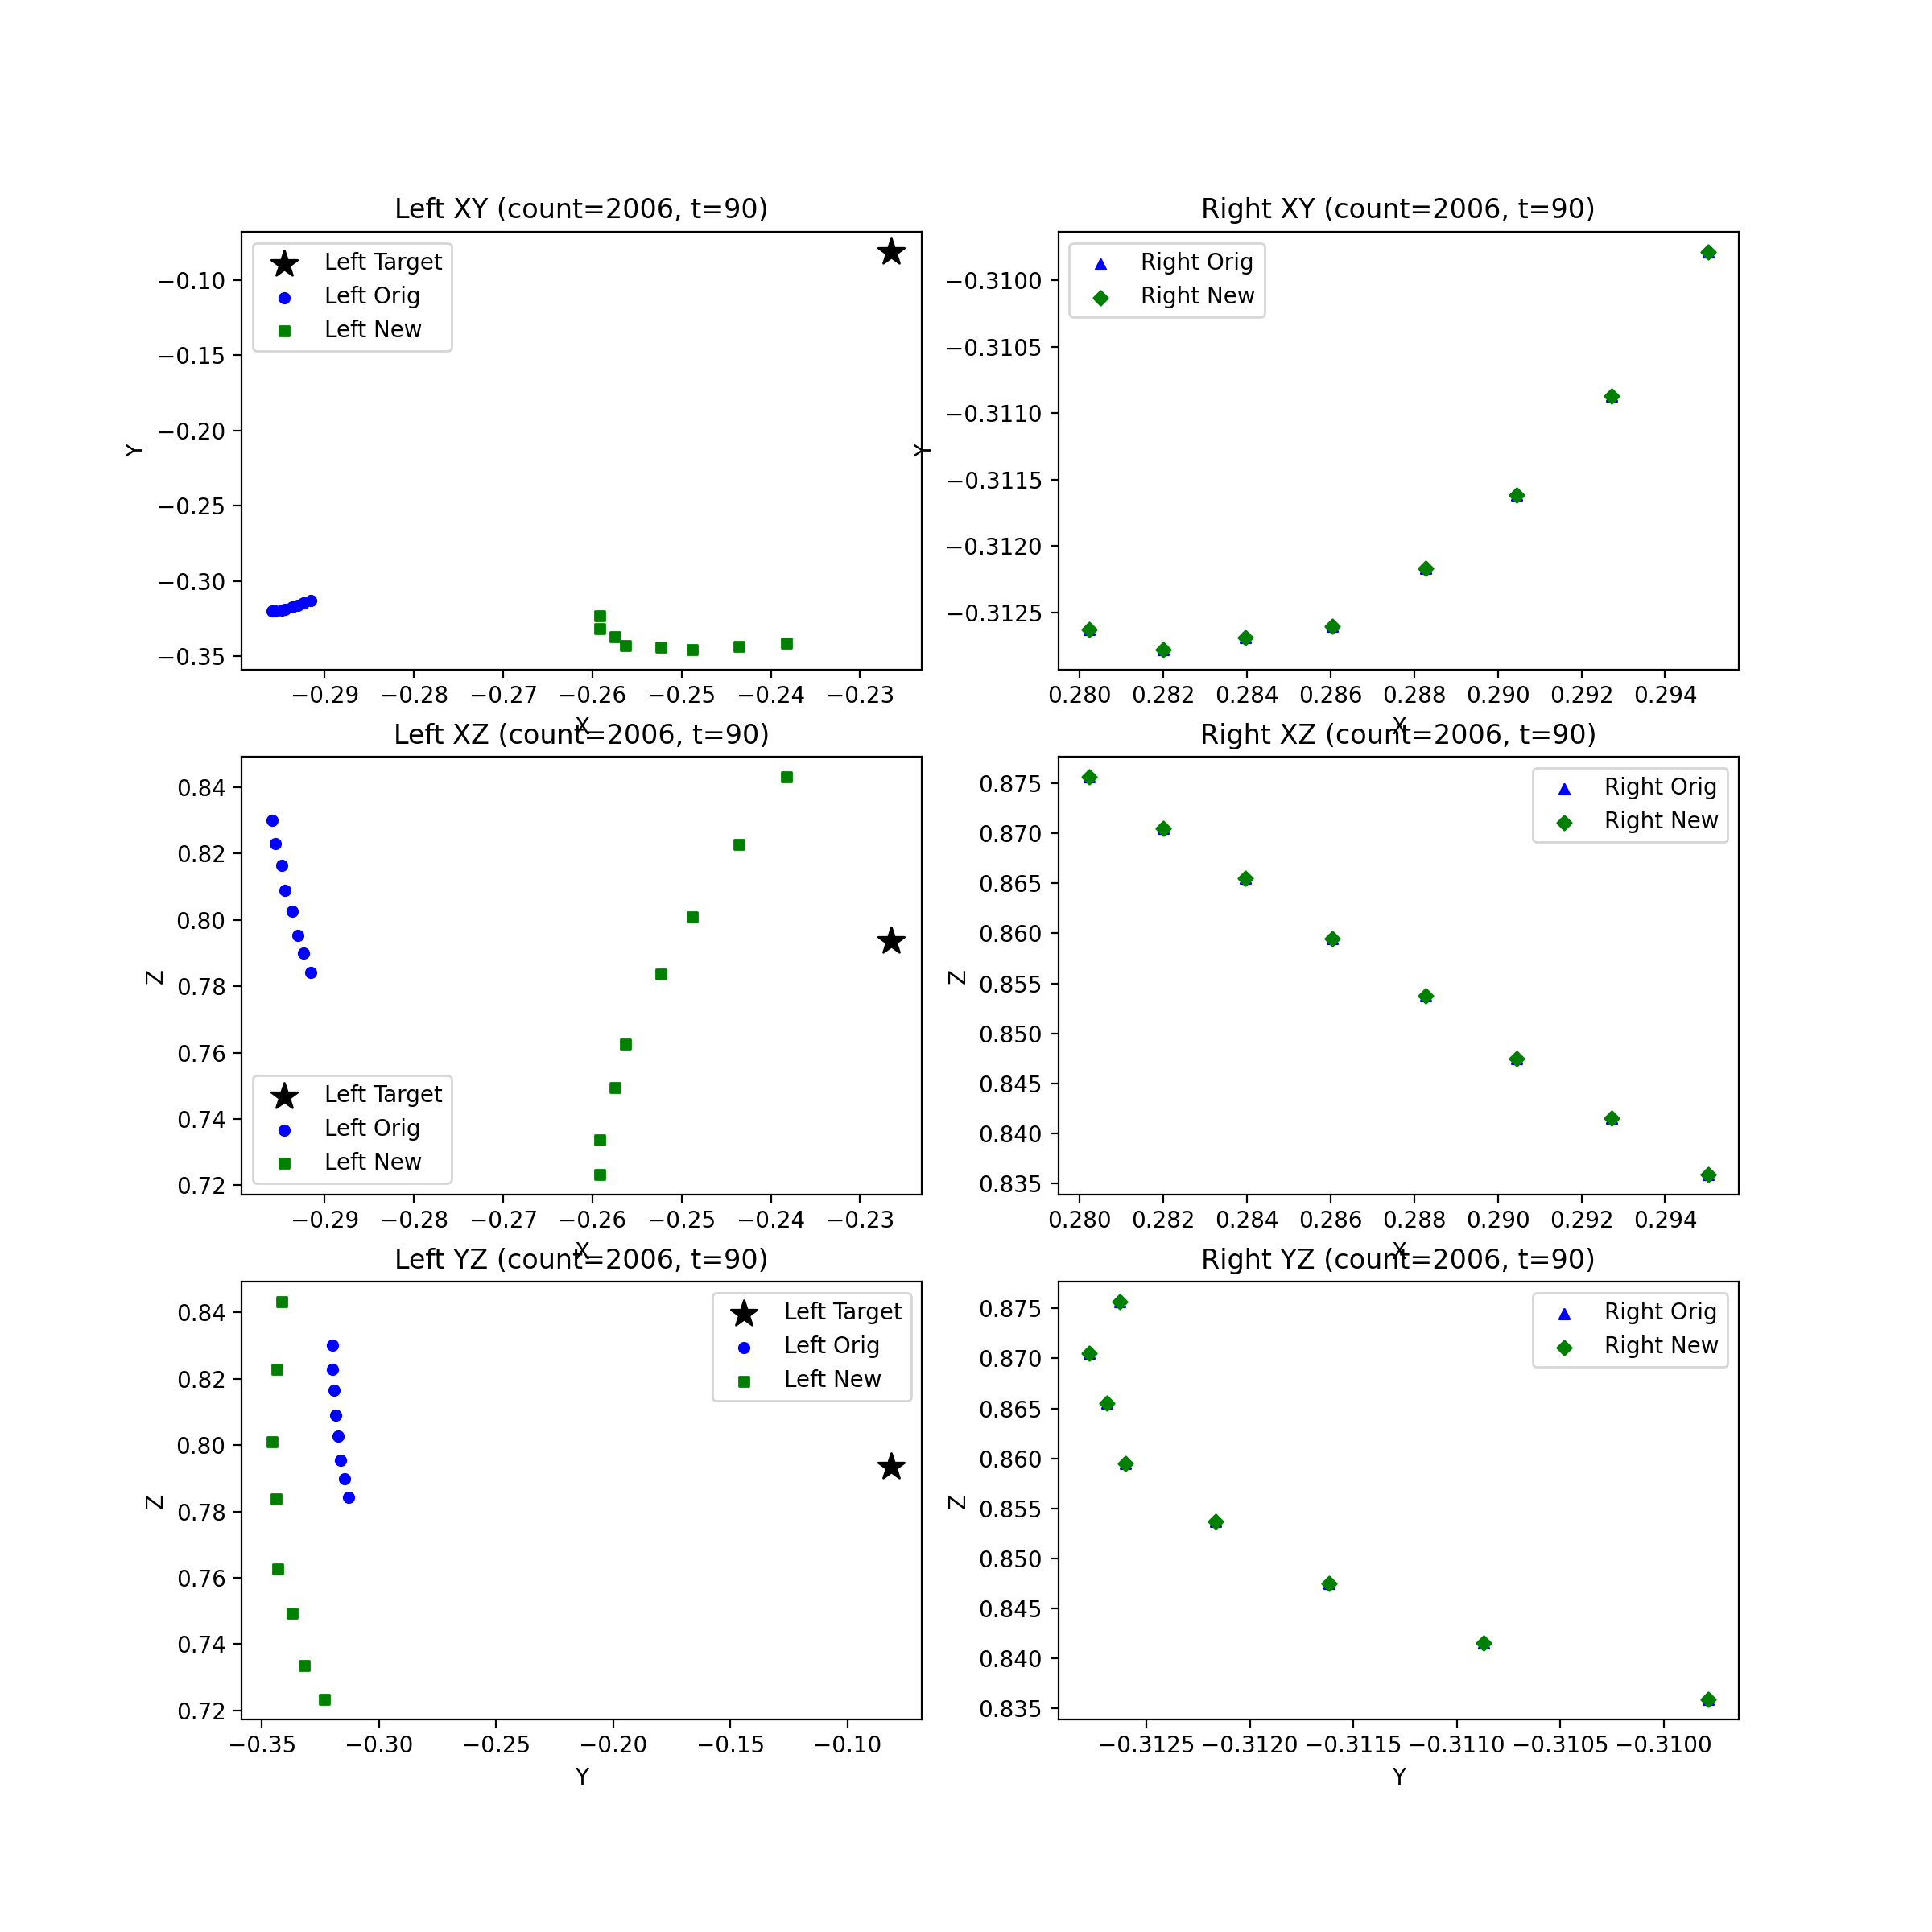 Left XY (count=2006, t=90)
Left Target
Left Orig
Left New
−0.10
−0.15
−0.20
−0.25
−0.30
−0.35
Y
−0.29 −0.28 −0.27 −0.26 −0.25 −0.24 −0.23
X
Right XY (count=2006, t=90)
Right Orig
Right New
−0.3100
−0.3105
−0.3110
−0.3115
−0.3120
−0.3125
Y
0.280 0.282 0.284 0.286 0.288 0.290 0.292 0.294
X
Left XZ (count=2006, t=90)
0.84
0.82
0.80
0.78
0.76
0.74
0.72
Z
Left Target
Left Orig
Left New
−0.29 −0.28 −0.27 −0.26 −0.25 −0.24 −0.23
X
Right XZ (count=2006, t=90)
Right Orig
Right New
0.875
0.870
0.865
0.860
0.855
0.850
0.845
0.840
0.835
Z
0.280 0.282 0.284 0.286 0.288 0.290 0.292 0.294
X
Left YZ (count=2006, t=90)
Left Target
Left Orig
Left New
0.84
0.82
0.80
0.78
0.76
0.74
0.72
Z
−0.35 −0.30 −0.25 −0.20 −0.15 −0.10
Y
Right YZ (count=2006, t=90)
Right Orig
Right New
0.875
0.870
0.865
0.860
0.855
0.850
0.845
0.840
0.835
Z
−0.3125 −0.3120 −0.3115 −0.3110 −0.3105 −0.3100
Y